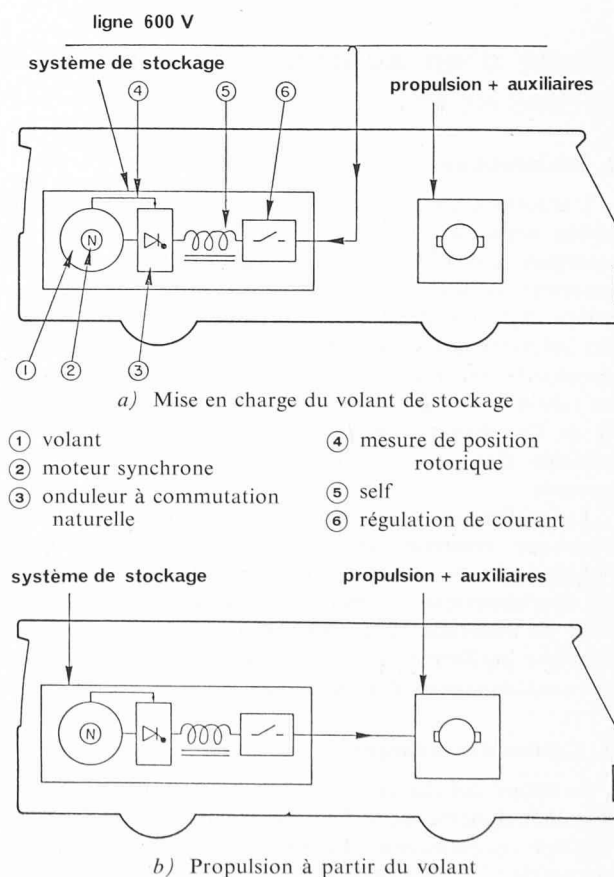 ligne 600 V
système de stockage
propulsion + auxiliaires
4 5 6
N
1 2 3
a) Mise en charge du volant de stockage
1 volant
2 moteur synchrone
3 onduleur à commutation
naturelle
4 mesure de position
rotorique
5 self
6 régulation de courant
système de stockage
propulsion + auxiliaires
N
b) Propulsion à partir du volant